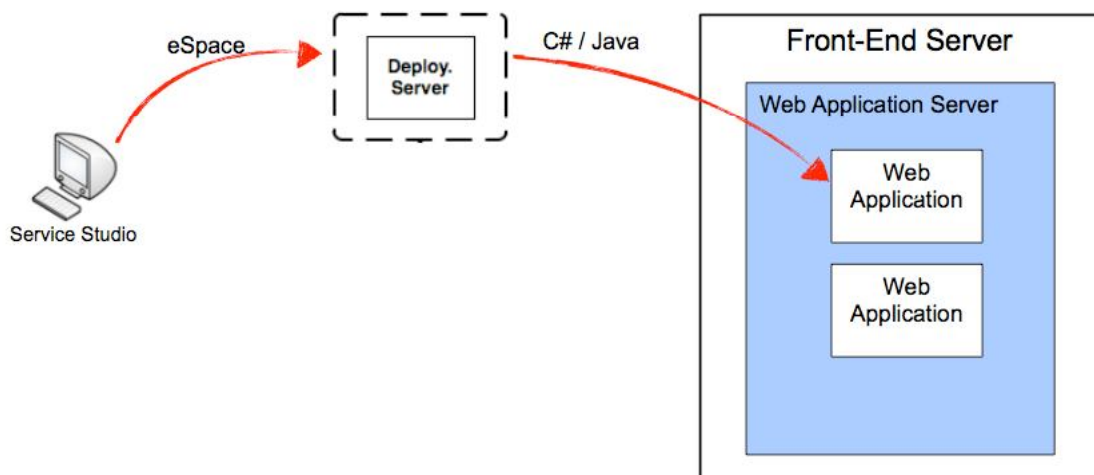 eSpace
Deploy.
Server
C# / Java
Front-End Server
Web Application Server
Web
Application
Web
Application
Service Studio